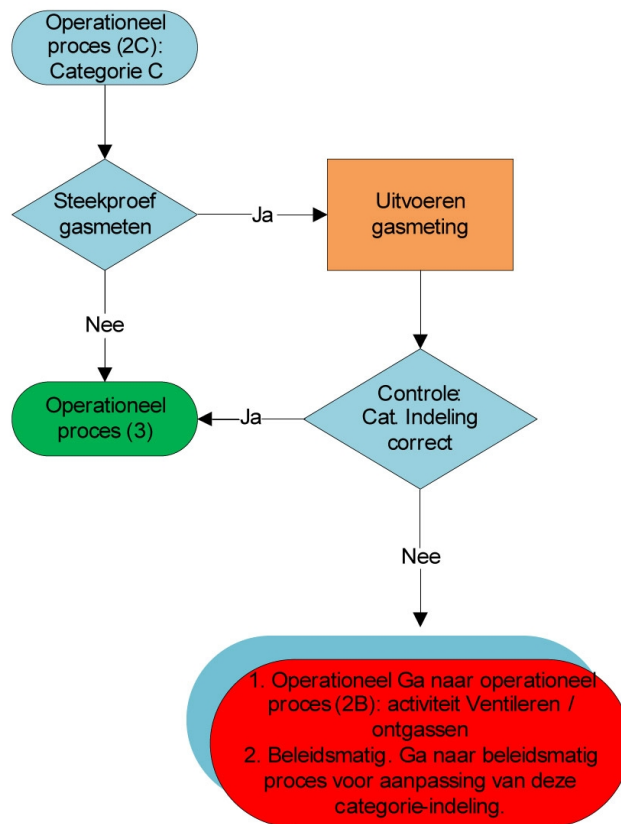 Operationeel
proces (2C):
Categorie C
Steekproef
gasmeten
Ja
Uitvoeren
gasmeting
Nee
Operationeel
proces (3)
Ja
Controle:
Cat. Indeling
correct
Nee
1. Operationeel Ga naar operationeel
proces (2B): activiteit Ventileren /
ontgassen
2. Beleidsmatig. Ga naar beleidsmatig
proces voor aanpassing van deze
categorie-indeling.